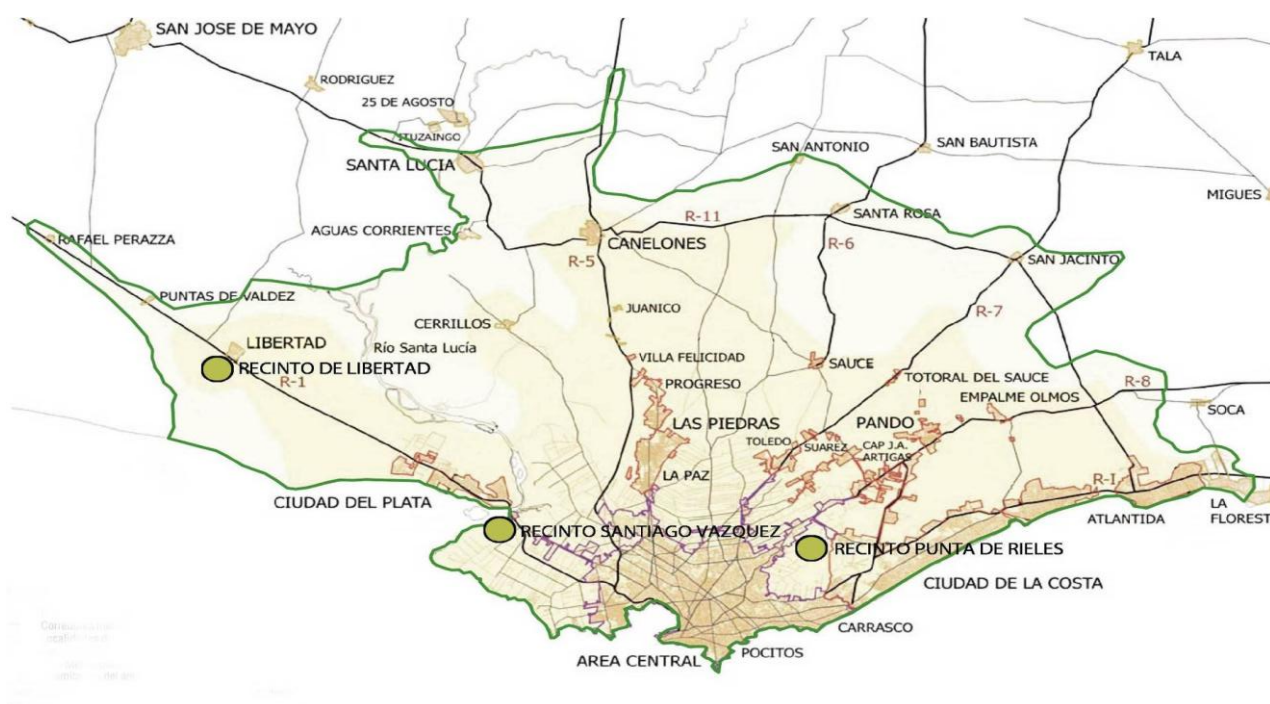 SAN JOSE DE MAYO
TALA
RODRIGUEZ
25 DE AGOSTO
ITUZAINGO
SANTA LUCIA
SAN ANTONIO
SAN BAUTISTA
MIGUES
R-11
SANTA ROSA
RAFAEL PERAZZA
AGUAS CORRIENTES
CANELONES
R-6
R-5
SAN JACINTO
PUNTAS DE VALDEZ
JUANICO
R-7
CERRILLOS
LIBERTAD
Río Santa Lucía
VILLA FELICIDAD
SAUCE
RECINTO DE LIBERTAD
R-1
PROGRESO
TOTORAL DEL SAUCE
R-8
EMPALME OLMOS
SOCA
LAS PIEDRAS
PANDO
TOLEDO
SUAREZ
CAP J.A.
ARTIGAS
LA PAZ
R-I
CIUDAD DEL PLATA
LA
FLOREST
ATLANTIDA
RECINTO SANTIAGO VAZQUEZ
RECINTO PUNTA DE RIELES
CIUDAD DE LA COSTA
CARRASCO
POCITOS
AREA CENTRAL